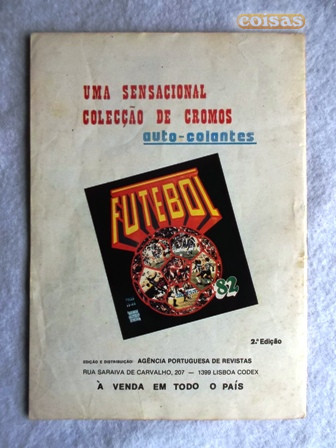 coisas
UMA SENSACIONAL
COLECÇÃO DE CROMOS
auto-colantes
FUTEBOL
82
2.ª Edição
EDIÇÃO E DISTRIBUIÇÃO: AGÊNCIA PORTUGUESA DE REVISTAS
RUA SARAIVA DE CARVALHO, 207 — 1399 LISBOA CODEX
À VENDA EM TODO O PAÍS